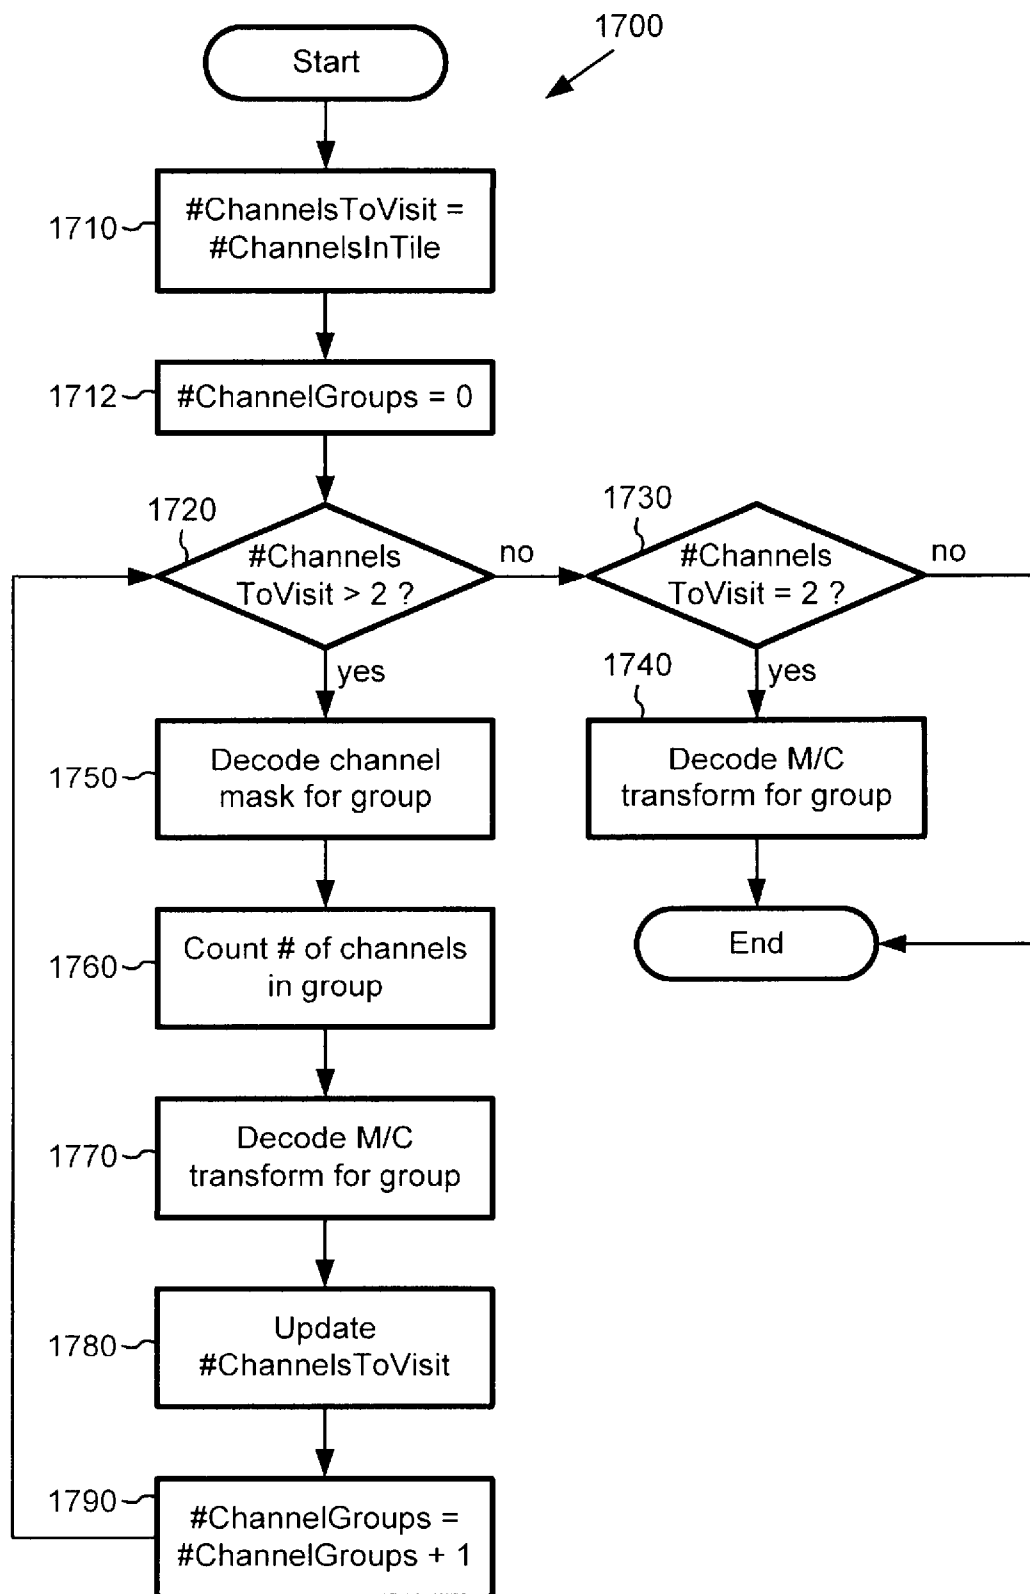 1700
Start
1710
#ChannelsToVisit =
#ChannelsInTile
1712
#ChannelGroups = 0
1720
#Channels
ToVisit > 2 ?
no
yes
1730
#Channels
ToVisit = 2 ?
no
yes
1740
Decode M/C
transform for group
End
1750
Decode channel
mask for group
1760
Count # of channels
in group
1770
Decode M/C
transform for group
1780
Update
#ChannelsToVisit
1790
#ChannelGroups =
#ChannelGroups + 1